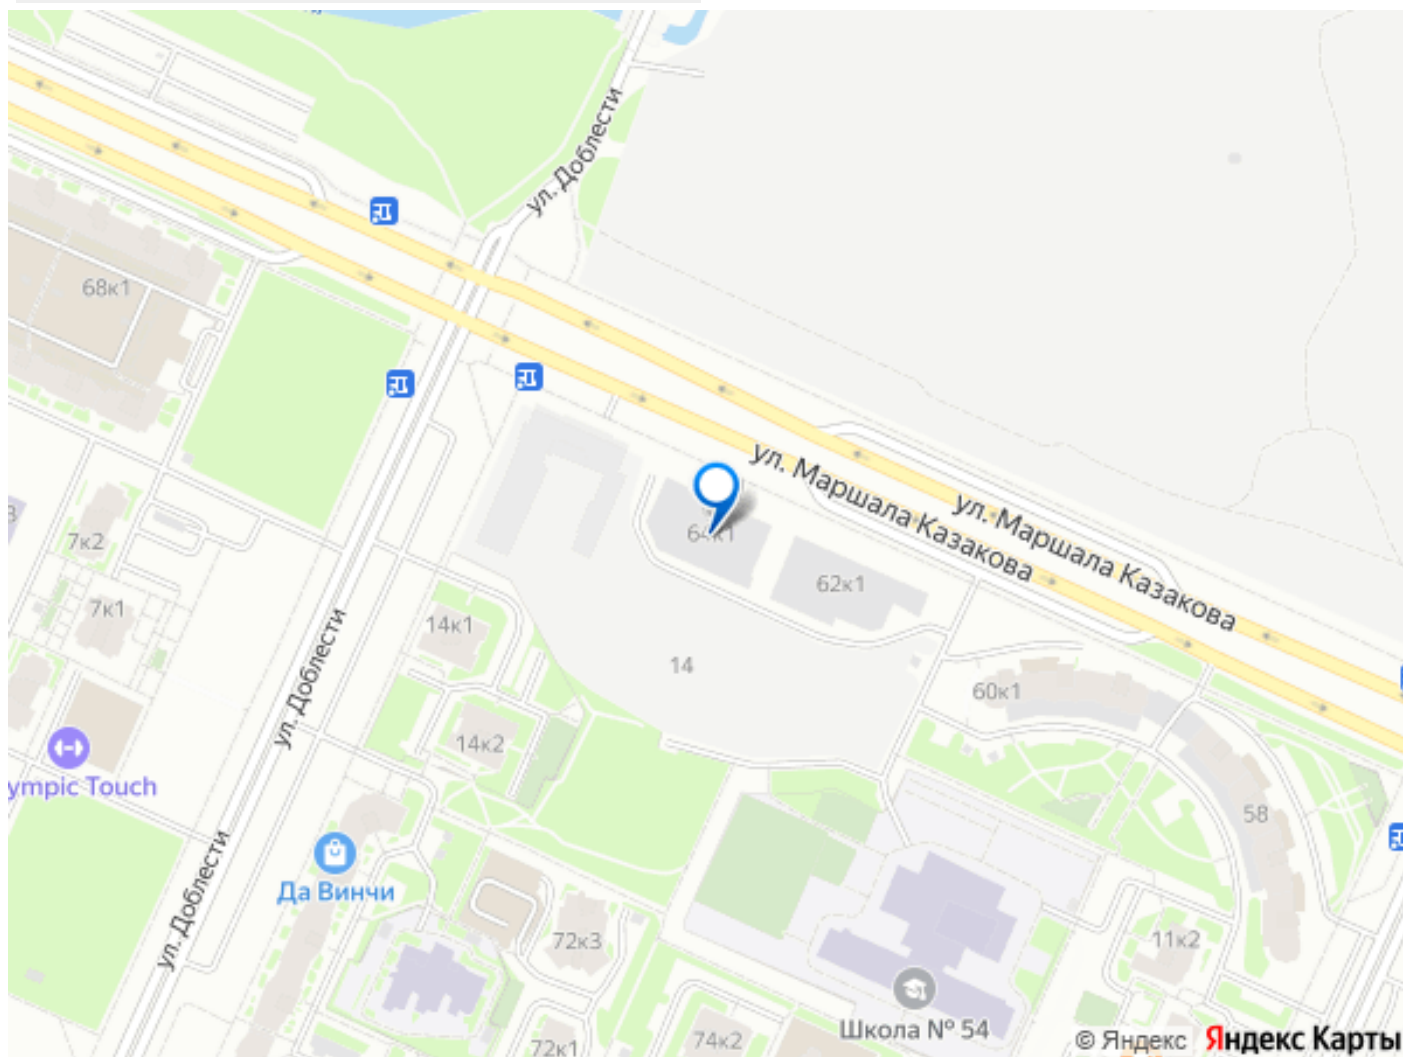 ул. Доблести
68к1
ул. Маршала Казакова
ул. Маршала Казакова
64к1
62к1
7к2
7к1
14к1
14
60к1
ул. Доблести
14к2
ympic Touch
58
ул. Доблести
Да Винчи
72к3
11к2
Школа № 54
74к2
72к1
© Яндекс Яндекс Карты